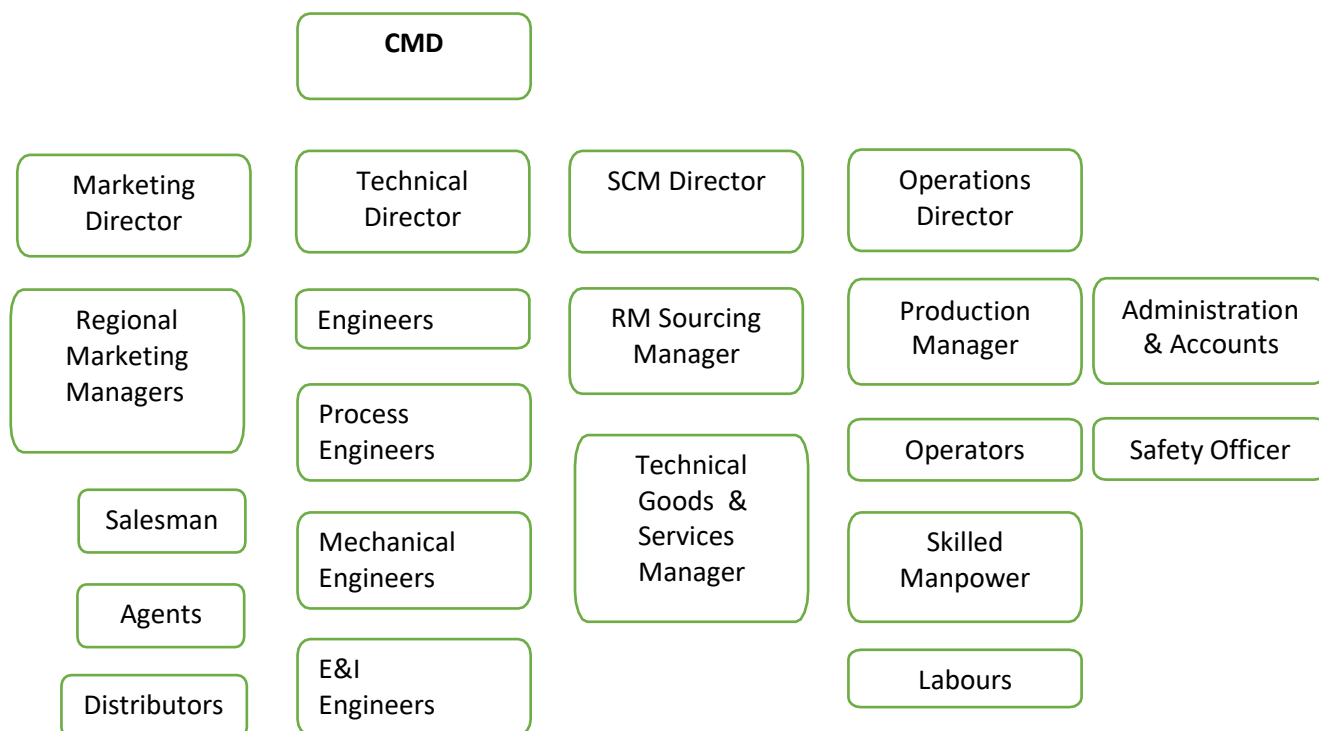 CMD
Marketing
Director
Technical
Director
SCM Director
Operations
Director
Regional
Marketing
Managers
Engineers
RM Sourcing
Manager
Production
Manager
Administration
& Accounts
Process
Engineers
Technical
Goods & 
Services
Manager
Operators
Safety Officer
Salesman
Mechanical
Engineers
Skilled
Manpower
Agents
E&I
Engineers
Labours
Distributors